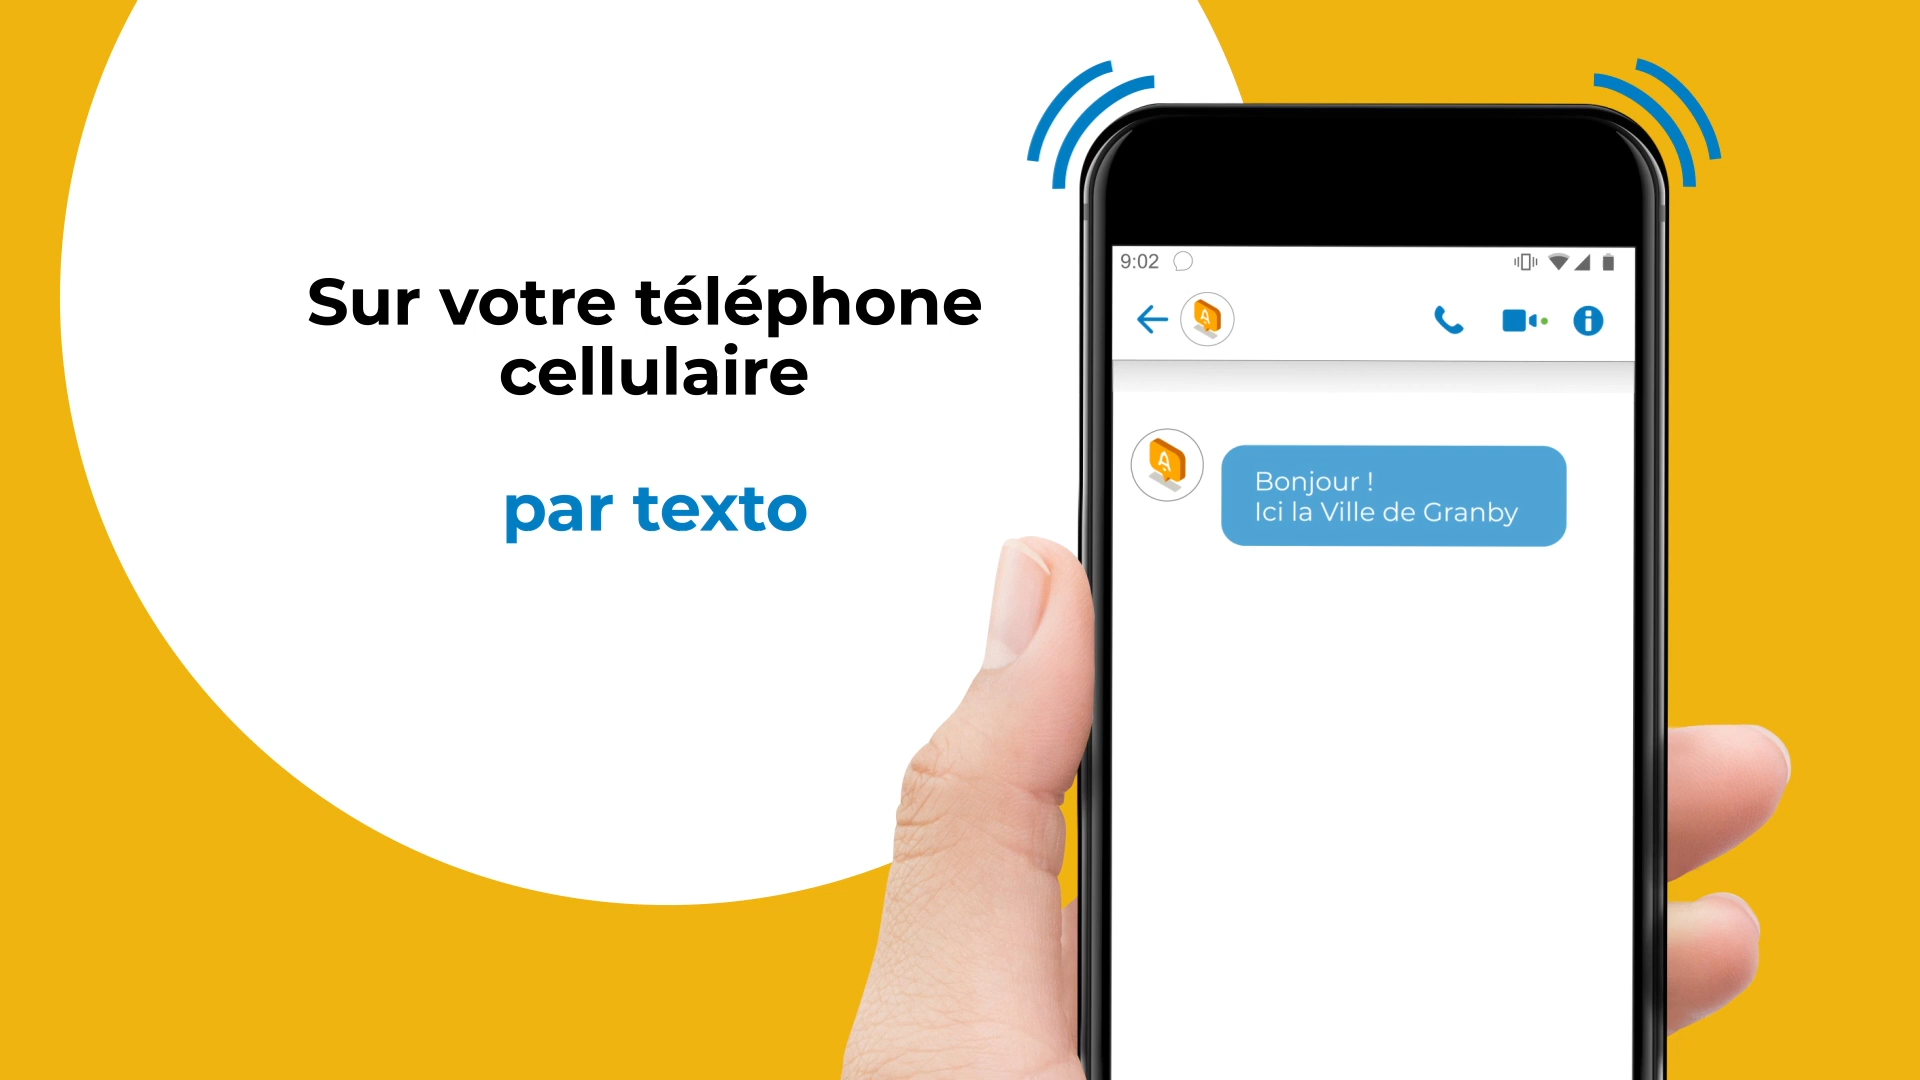 Sur votre téléphone
cellulaire
par texto
9:02
Bonjour !
Ici la Ville de Granby